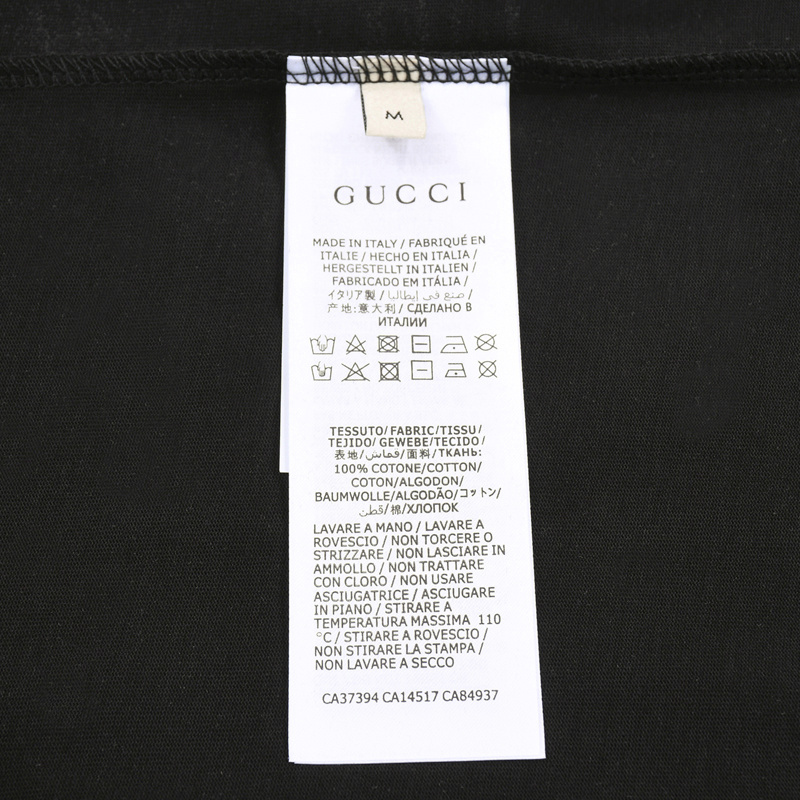 M
GUCCI
MADE IN ITALY / FABRIQUÉ EN
ITALIE / HECHO EN ITALIA /
HERGESTELLT IN ITALIEN /
FABRICADO EM ITÁLIA /
イタリア製 / صنع في إيطاليا /
产地:意大利 / СДЕЛАНО В
ИТАЛИИ
TESSUTO/ FABRIC/TISSU/
TEJIDO/ GEWEBE/TECIDO/
表地/قماش/面料/ТКАНЬ:
100% COTONE/COTTON/
COTON/ALGODON/
BAUMWOLLE/ALGODÃO/コットン/
قطن/棉/ХЛОПОК
LAVARE A MANO / LAVARE A
ROVESCIO / NON TORCERE O
STRIZZARE / NON LASCIARE IN
AMMOLLO / NON TRATTARE
CON CLORO / NON USARE
ASCIUGATRICE / ASCIUGARE
IN PIANO / STIRARE A
TEMPERATURA MASSIMA 110
°C / STIRARE A ROVESCIO /
NON STIRARE LA STAMPA /
NON LAVARE A SECCO
CA37394 CA14517 CA84937